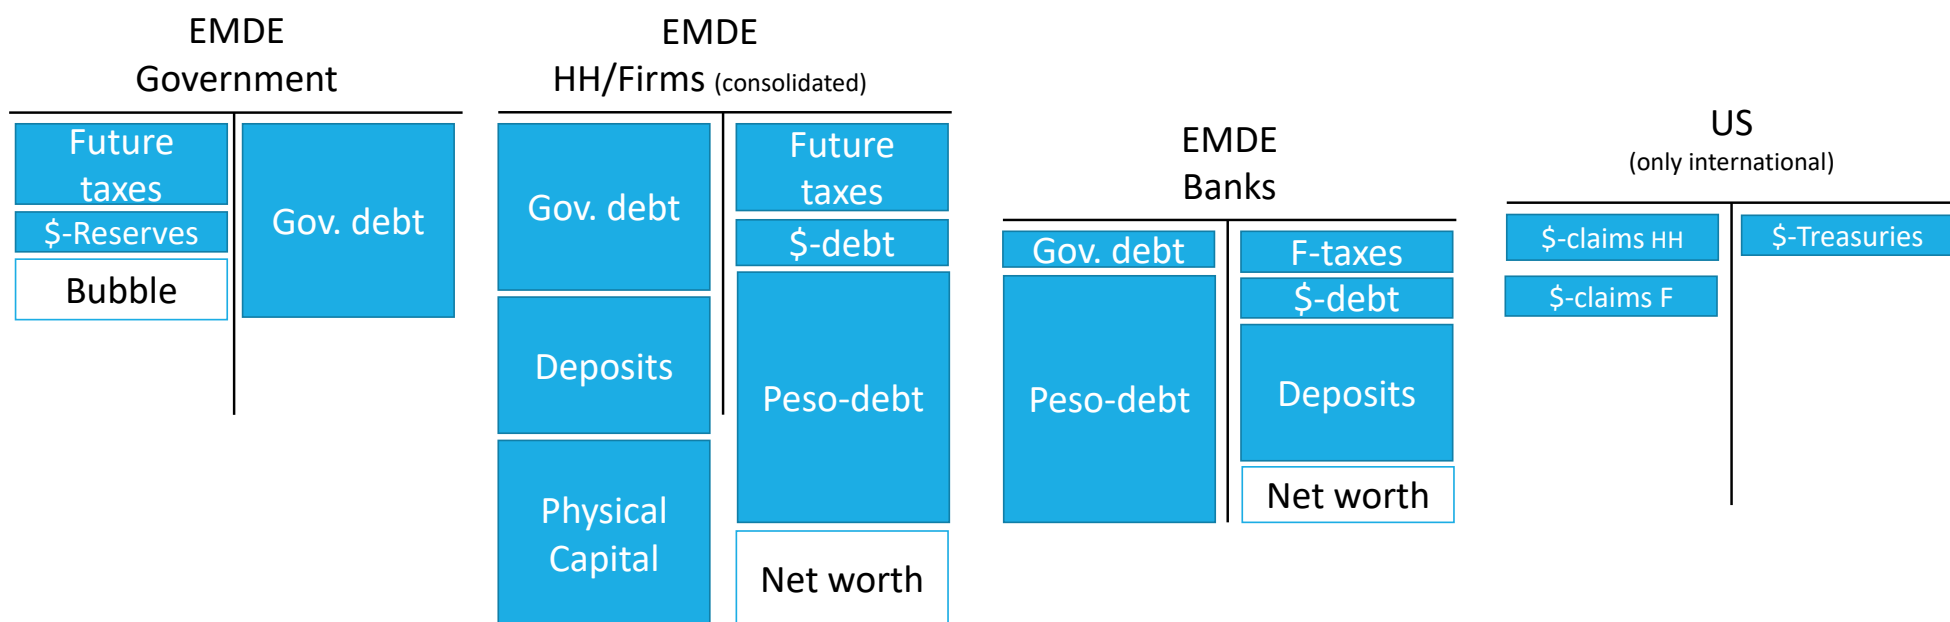 EMDE
Government
Future
taxes
$-Reserves
Bubble
Gov. debt
EMDE
HH/Firms (consolidated)
Gov. debt
Deposits
Physical
Capital
Future
taxes
$-debt
Peso-debt
Net worth
EMDE
Banks
Gov. debt
Peso-debt
F-taxes
$-debt
Deposits
Net worth
US
(only international)
$-claims HH
$-claims F
$-Treasuries